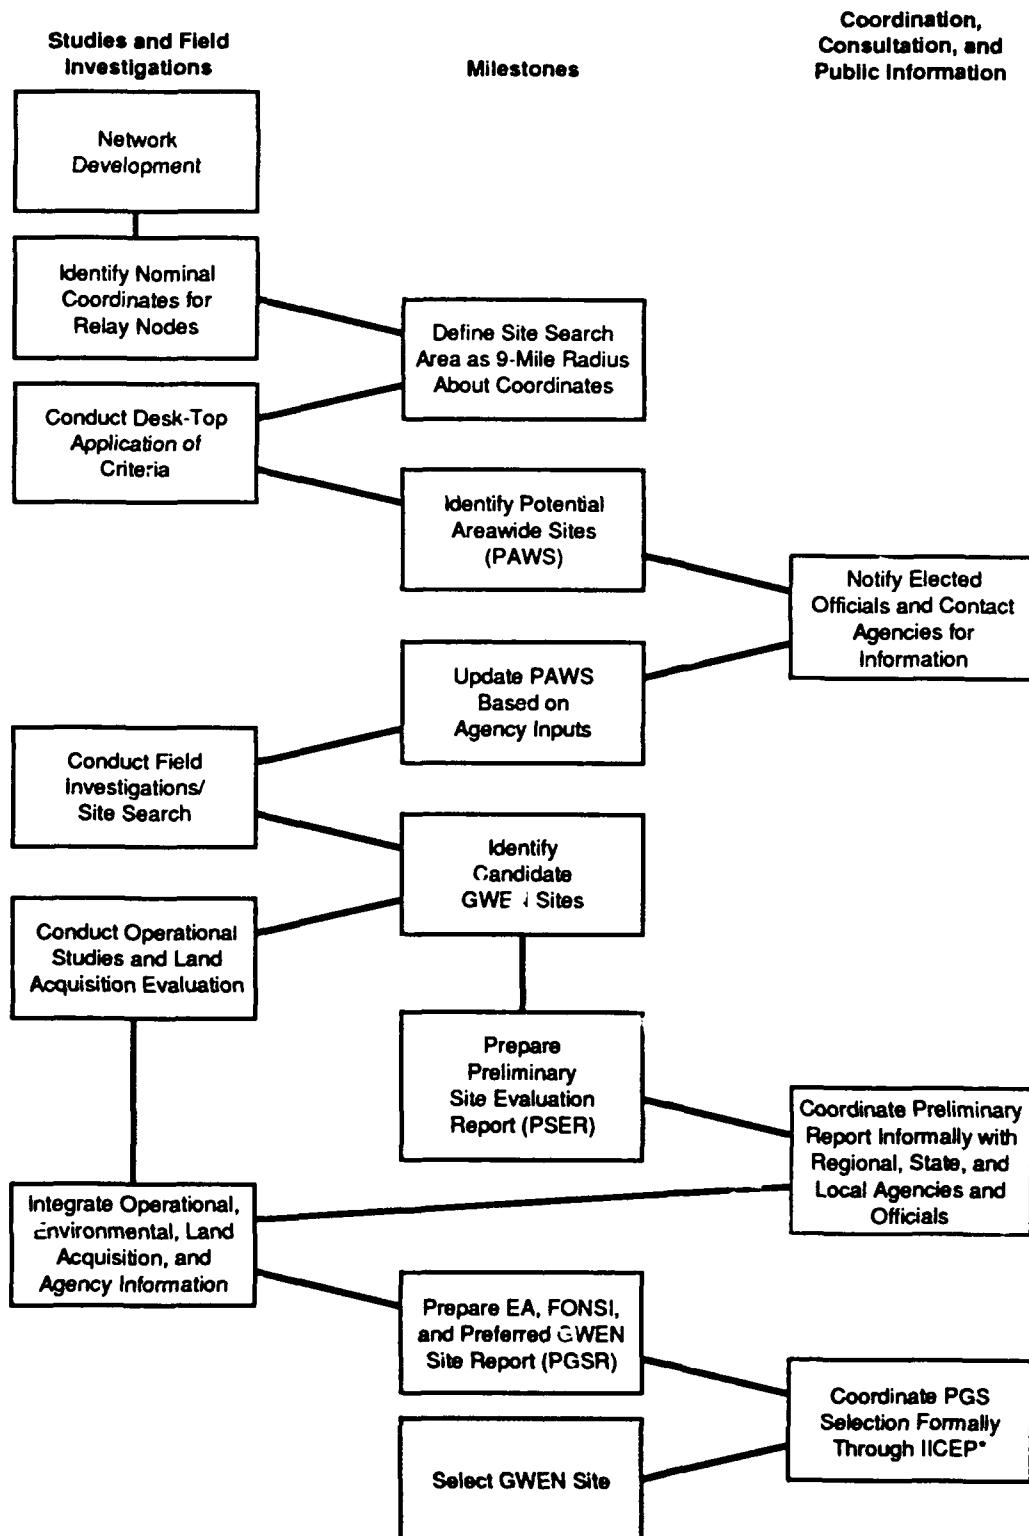 Studies and Field
Investigations
Milestones
Coordination,
Consultation, and
Public Information
Network
Development
Identify Nominal
Coordinates for
Relay Nodes
Define Site Search
Area as 9-Mile Radius
About Coordinates
Conduct Desk-Top
Application of
Criteria
Identify Potential
Areawide Sites
(PAWS)
Notify Elected
Officials and Contact
Agencies for
Information
Update PAWS
Based on
Agency Inputs
Conduct Field
Investigations/
Site Search
Identify
Candidate
GWEN Sites
Conduct Operational
Studies and Land
Acquisition Evaluation
Prepare
Preliminary
Site Evaluation
Report (PSER)
Coordinate Preliminary
Report Informally with
Regional, State, and
Local Agencies and
Officials
Integrate Operational,
Environmental, Land
Acquisition, and
Agency Information
Prepare EA, FONSI,
and Preferred GWEN
Site Report (PGSR)
Coordinate PGS
Selection Formally
Through IICEP*
Select GWEN Site